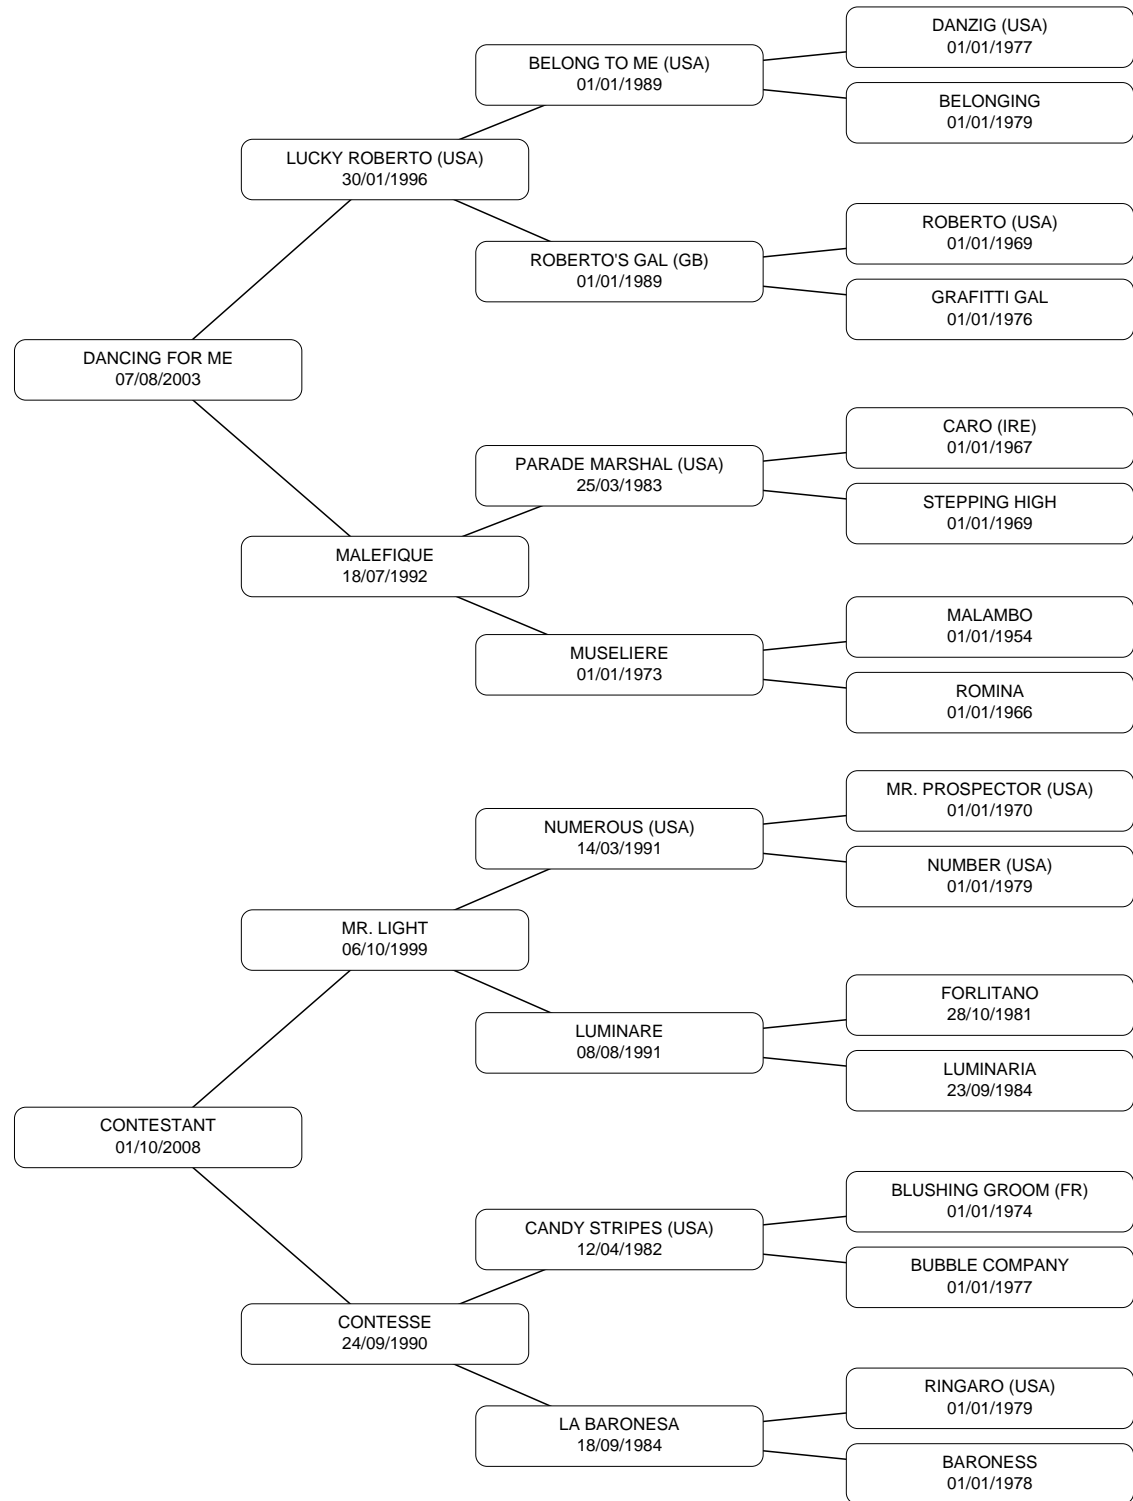 DANZIG (USA)
01/01/1977
BELONG TO ME (USA)
01/01/1989
BELONGING
01/01/1979
LUCKY ROBERTO (USA)
30/01/1996
ROBERTO (USA)
01/01/1969
ROBERTO'S GAL (GB)
01/01/1989
GRAFITTI GAL
01/01/1976
DANCING FOR ME
07/08/2003
CARO (IRE)
01/01/1967
PARADE MARSHAL (USA)
25/03/1983
STEPPING HIGH
01/01/1969
MALEFIQUE
18/07/1992
MALAMBO
01/01/1954
MUSELIERE
01/01/1973
ROMINA
01/01/1966
MR. PROSPECTOR (USA)
01/01/1970
NUMEROUS (USA)
14/03/1991
NUMBER (USA)
01/01/1979
MR. LIGHT
06/10/1999
FORLITANO
28/10/1981
LUMINARE
08/08/1991
LUMINARIA
23/09/1984
CONTESTANT
01/10/2008
BLUSHING GROOM (FR)
01/01/1974
CANDY STRIPES (USA)
12/04/1982
BUBBLE COMPANY
01/01/1977
CONTESSE
24/09/1990
RINGARO (USA)
01/01/1979
LA BARONESA
18/09/1984
BARONESS
01/01/1978